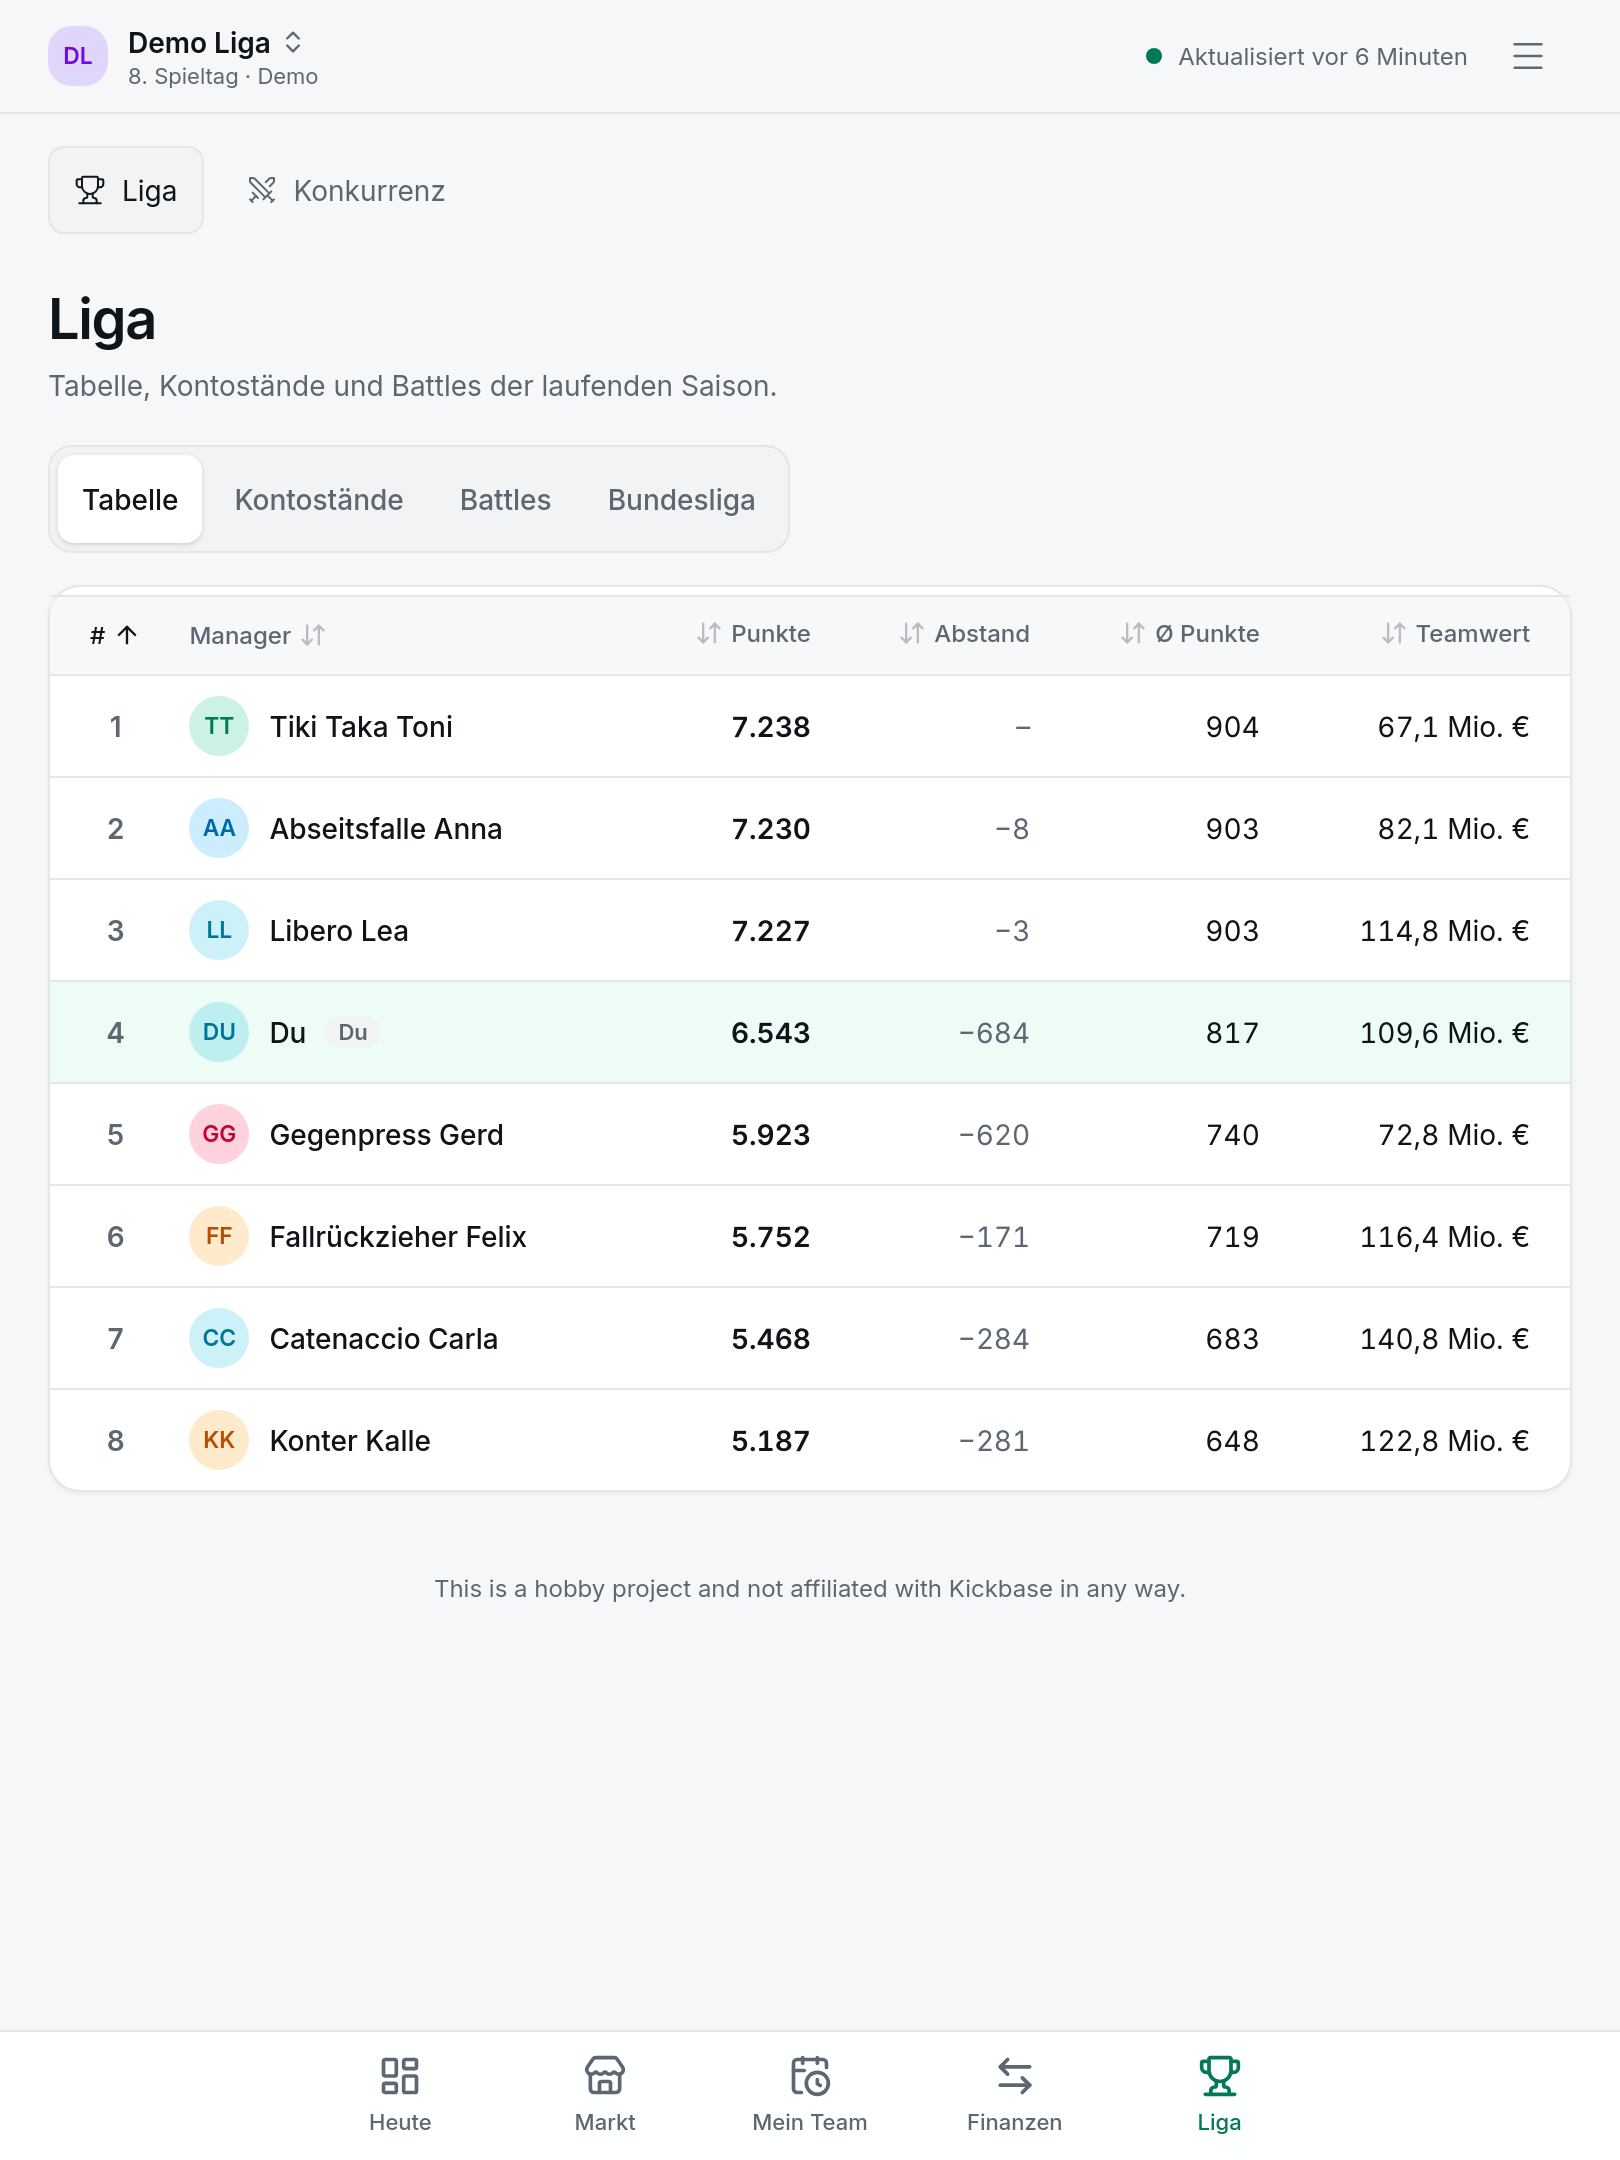 DL
Demo Liga
8. Spieltag · Demo
Aktualisiert vor 6 Minuten
Liga
Konkurrenz
Liga
Tabelle, Kontostände und Battles der laufenden Saison.
Tabelle Kontostände Battles Bundesliga
# Manager Punkte Abstand Ø Punkte Teamwert
1 TT Tiki Taka Toni 7.238 – 904 67,1 Mio. €
2 AA Abseitsfalle Anna 7.230 −8 903 82,1 Mio. €
3 LL Libero Lea 7.227 −3 903 114,8 Mio. €
4 DU Du Du 6.543 −684 817 109,6 Mio. €
5 GG Gegenpress Gerd 5.923 −620 740 72,8 Mio. €
6 FF Fallrückzieher Felix 5.752 −171 719 116,4 Mio. €
7 CC Catenaccio Carla 5.468 −284 683 140,8 Mio. €
8 KK Konter Kalle 5.187 −281 648 122,8 Mio. €
This is a hobby project and not affiliated with Kickbase in any way.
Heute Markt Mein Team Finanzen Liga